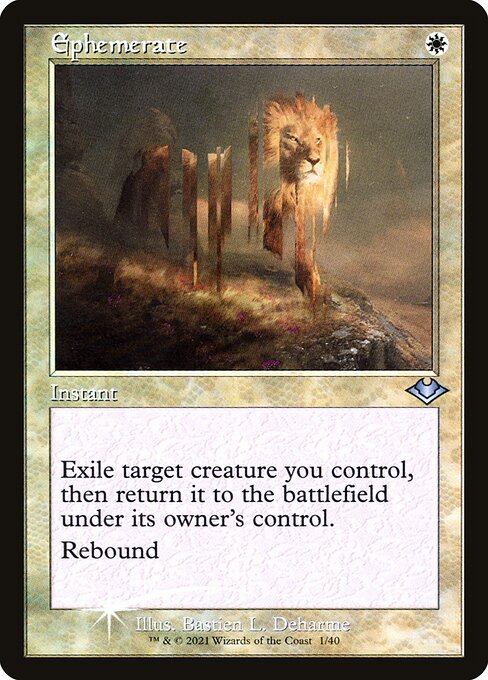 Ephemerate
Instant
Exile target creature you control,
then return it to the battlefield
under its owner's control.
Rebound
Illus. Bastien L. Deharme
™ & © 2021 Wizards of the Coast 1/40